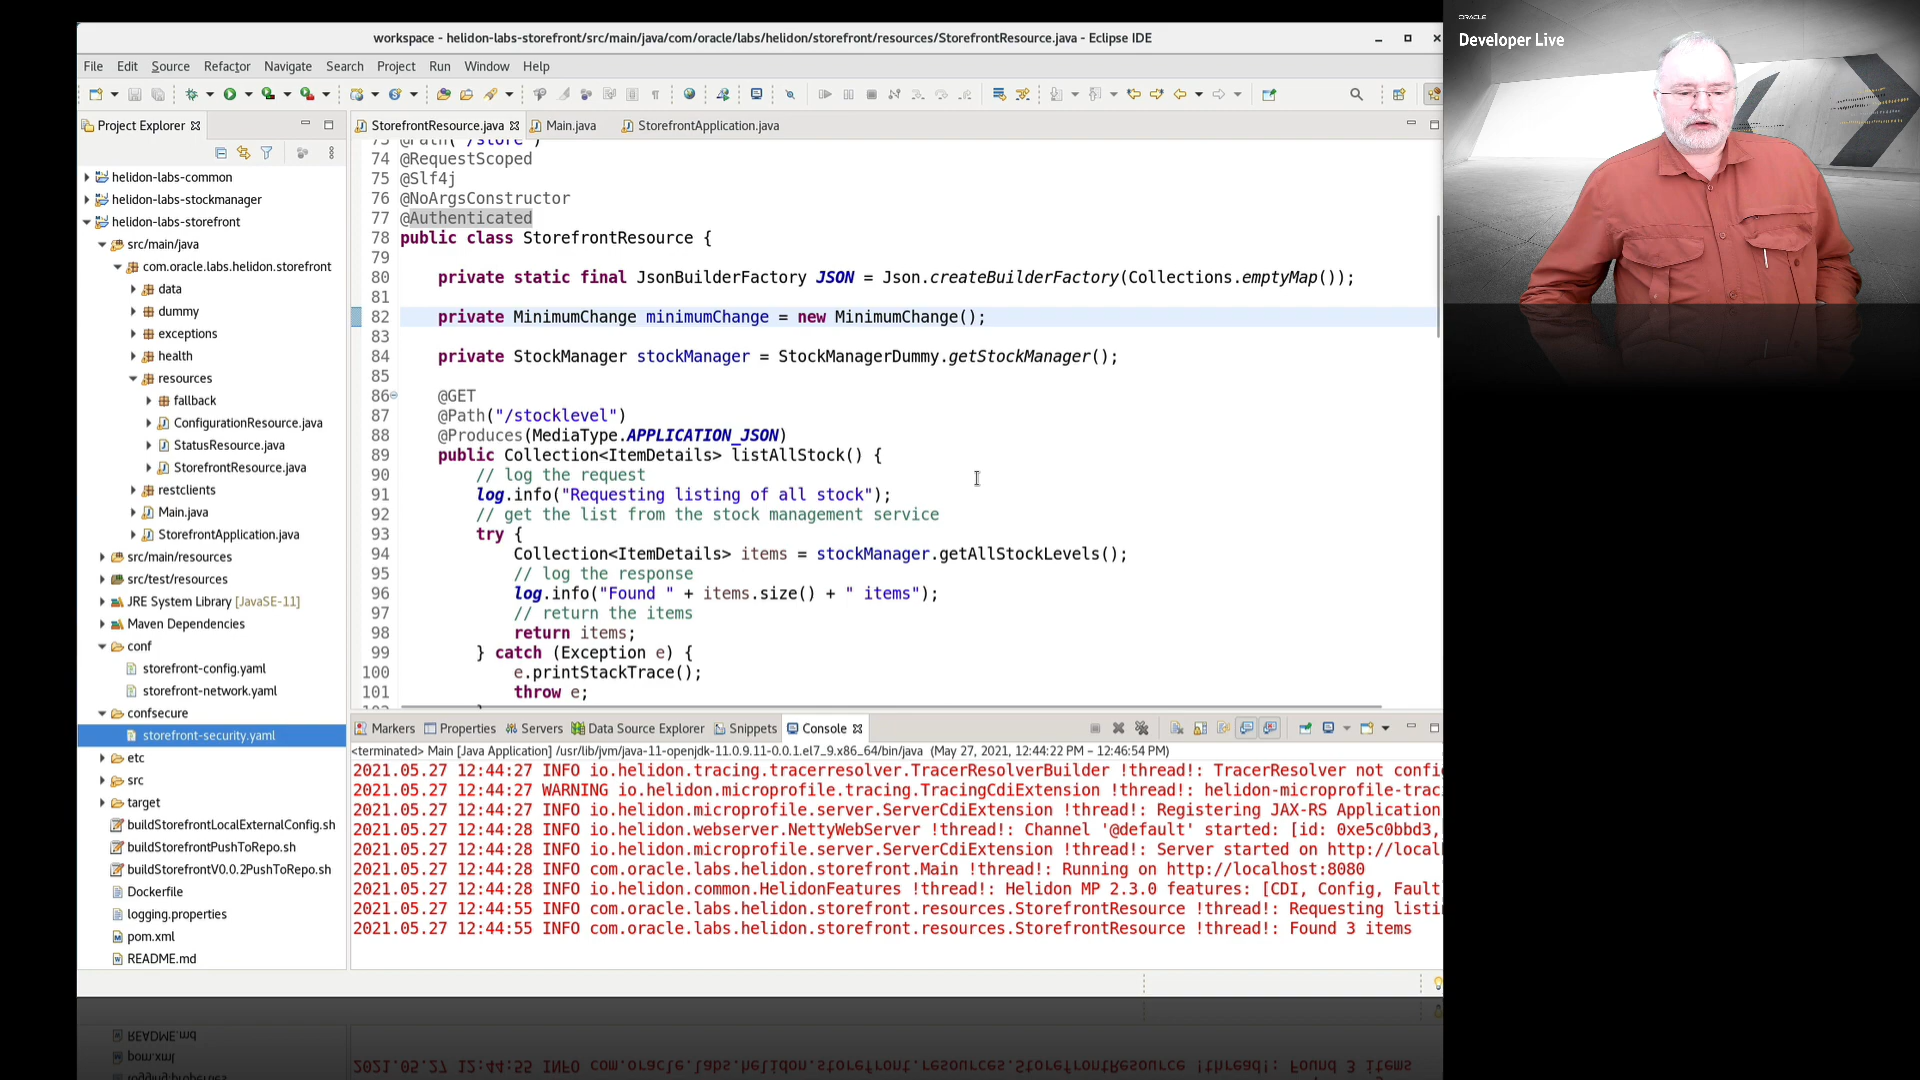 ORACLE
Developer Live
workspace - helidon-labs-storefront/src/main/java/com/oracle/labs/helidon/storefront/resources/StorefrontResource.java - Eclipse IDE
File Edit Source Refactor Navigate Search Project Run Window Help
Project Explorer
helidon-labs-common
helidon-labs-stockmanager
helidon-labs-storefront
src/main/java
com.oracle.labs.helidon.storefront
data
dummy
exceptions
health
resources
fallback
ConfigurationResource.java
StatusResource.java
StorefrontResource.java
restclients
Main.java
StorefrontApplication.java
src/main/resources
src/test/resources
JRE System Library [JavaSE-11]
Maven Dependencies
conf
storefront-config.yaml
storefront-network.yaml
confsecure
storefront-security.yaml
etc
src
target
buildStorefrontLocalExternalConfig.sh
buildStorefrontPushToRepo.sh
buildStorefrontV0.0.2PushToRepo.sh
Dockerfile
logging.properties
pom.xml
README.md
StorefrontResource.java Main.java StorefrontApplication.java
73 @Path("/store")
74 @RequestScoped
75 @Slf4j
76 @NoArgsConstructor
77 @Authenticated
78 public class StorefrontResource {
79
80 private static final JsonBuilderFactory JSON = Json.createBuilderFactory(Collections.emptyMap());
81
82 private MinimumChange minimumChange = new MinimumChange();
83
84 private StockManager stockManager = StockManagerDummy.getStockManager();
85
86 @GET
87 @Path("/stocklevel")
88 @Produces(MediaType.APPLICATION_JSON)
89 public Collection<ItemDetails> listAllStock() {
90 // log the request
91 log.info("Requesting listing of all stock");
92 // get the list from the stock management service
93 try {
94 Collection<ItemDetails> items = stockManager.getAllStockLevels();
95 // log the response
96 log.info("Found " + items.size() + " items");
97 // return the items
98 return items;
99 } catch (Exception e) {
100 e.printStackTrace();
101 throw e;
Markers Properties Servers Data Source Explorer Snippets Console
<terminated> Main [Java Application] /usr/lib/jvm/java-11-openjdk-11.0.9.11-0.0.1.el7_9.x86_64/bin/java (May 27, 2021, 12:44:22 PM – 12:46:54 PM)
2021.05.27 12:44:27 INFO io.helidon.tracing.tracerresolver.TracerResolverBuilder !thread!: TracerResolver not confi
2021.05.27 12:44:27 WARNING io.helidon.microprofile.tracing.TracingCdiExtension !thread!: helidon-microprofile-trac
2021.05.27 12:44:27 INFO io.helidon.microprofile.server.ServerCdiExtension !thread!: Registering JAX-RS Application
2021.05.27 12:44:28 INFO io.helidon.webserver.NettyWebServer !thread!: Channel '@default' started: [id: 0xe5c0bbd3,
2021.05.27 12:44:28 INFO io.helidon.microprofile.server.ServerCdiExtension !thread!: Server started on http://local
2021.05.27 12:44:28 INFO com.oracle.labs.helidon.storefront.Main !thread!: Running on http://localhost:8080
2021.05.27 12:44:28 INFO io.helidon.common.HelidonFeatures !thread!: Helidon MP 2.3.0 features: [CDI, Config, Fault
2021.05.27 12:44:55 INFO com.oracle.labs.helidon.storefront.resources.StorefrontResource !thread!: Requesting listi
2021.05.27 12:44:55 INFO com.oracle.labs.helidon.storefront.resources.StorefrontResource !thread!: Found 3 items